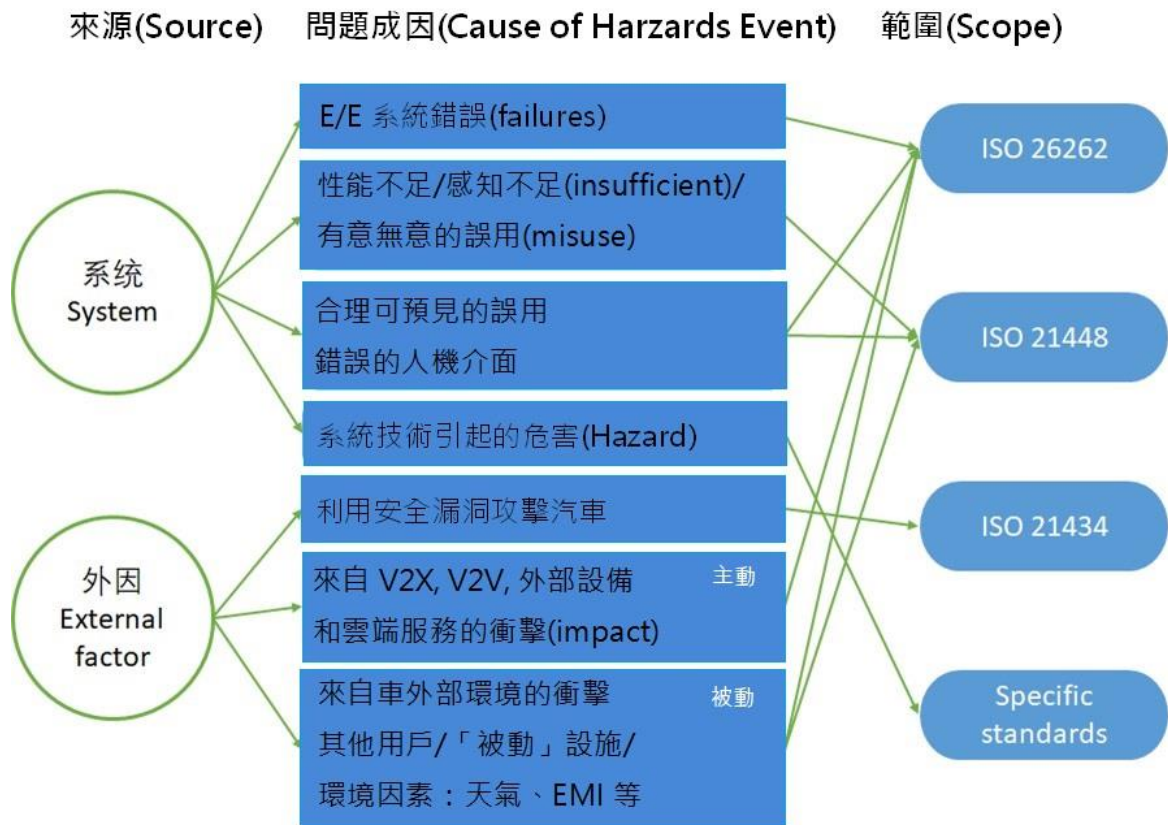 來源(Source) 問題成因(Cause of Harzards Event) 範圍(Scope)
E/E 系統錯誤(failures)
性能不足/感知不足(insufficient)/
有意無意的誤用(misuse)
合理可預見的誤用
錯誤的人機介面
系統技術引起的危害(Hazard)
利用安全漏洞攻擊汽車
來自 V2X, V2V, 外部設備 主動
和雲端服務的衝擊(impact)
來自車外部環境的衝擊 被動
其他用戶/「被動」設施/
環境因素：天氣、EMI 等
系统
System
外因
External
factor
ISO 26262
ISO 21448
ISO 21434
Specific
standards